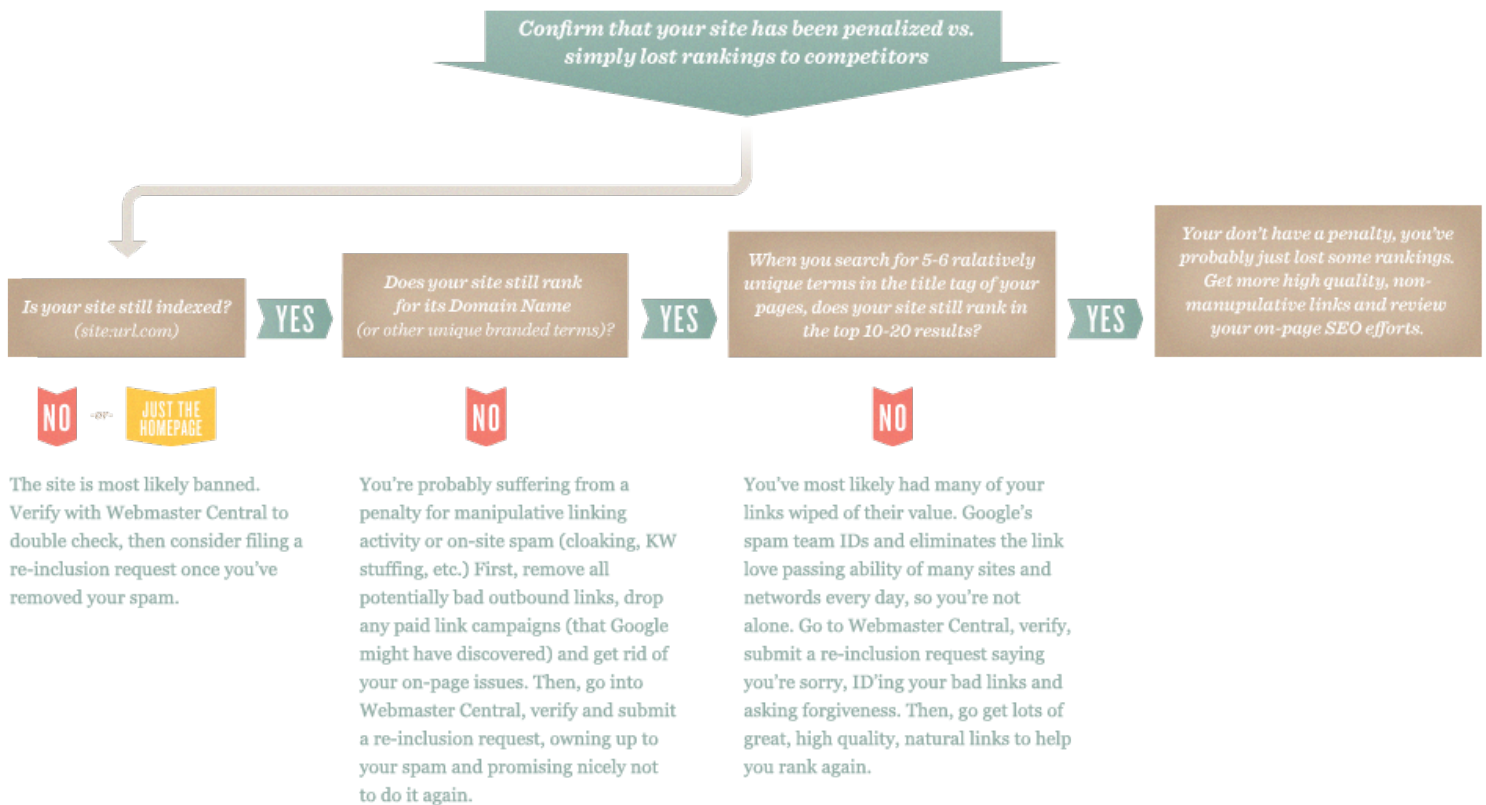 Confirm that your site has been penalized vs.
simply lost rankings to competitors
Is your site still indexed?
(site:url.com)
YES
Does your site still rank
for its Domain Name
(or other unique branded terms)?
YES
When you search for 5-6 ralatively
unique terms in the title tag of your
pages, does your site still rank in
the top 10-20 results?
YES
Your don't have a penalty, you've
probably just lost some rankings.
Get more high quality, non-
manupulative links and review
your on-page SEO efforts.
NO
-or-
JUST THE
HOMEPAGE
The site is most likely banned.
Verify with Webmaster Central to
double check, then consider filing a
re-inclusion request once you've
removed your spam.
NO
You're probably suffering from a
penalty for manipulative linking
activity or on-site spam (cloaking, KW
stuffing, etc.) First, remove all
potentially bad outbound links, drop
any paid link campaigns (that Google
might have discovered) and get rid of
your on-page issues. Then, go into
Webmaster Central, verify and submit
a re-inclusion request, owning up to
your spam and promising nicely not
to do it again.
NO
You've most likely had many of your
links wiped of their value. Google's
spam team IDs and eliminates the link
love passing ability of many sites and
networds every day, so you're not
alone. Go to Webmaster Central, verify,
submit a re-inclusion request saying
you're sorry, ID'ing your bad links and
asking forgiveness. Then, go get lots of
great, high quality, natural links to help
you rank again.